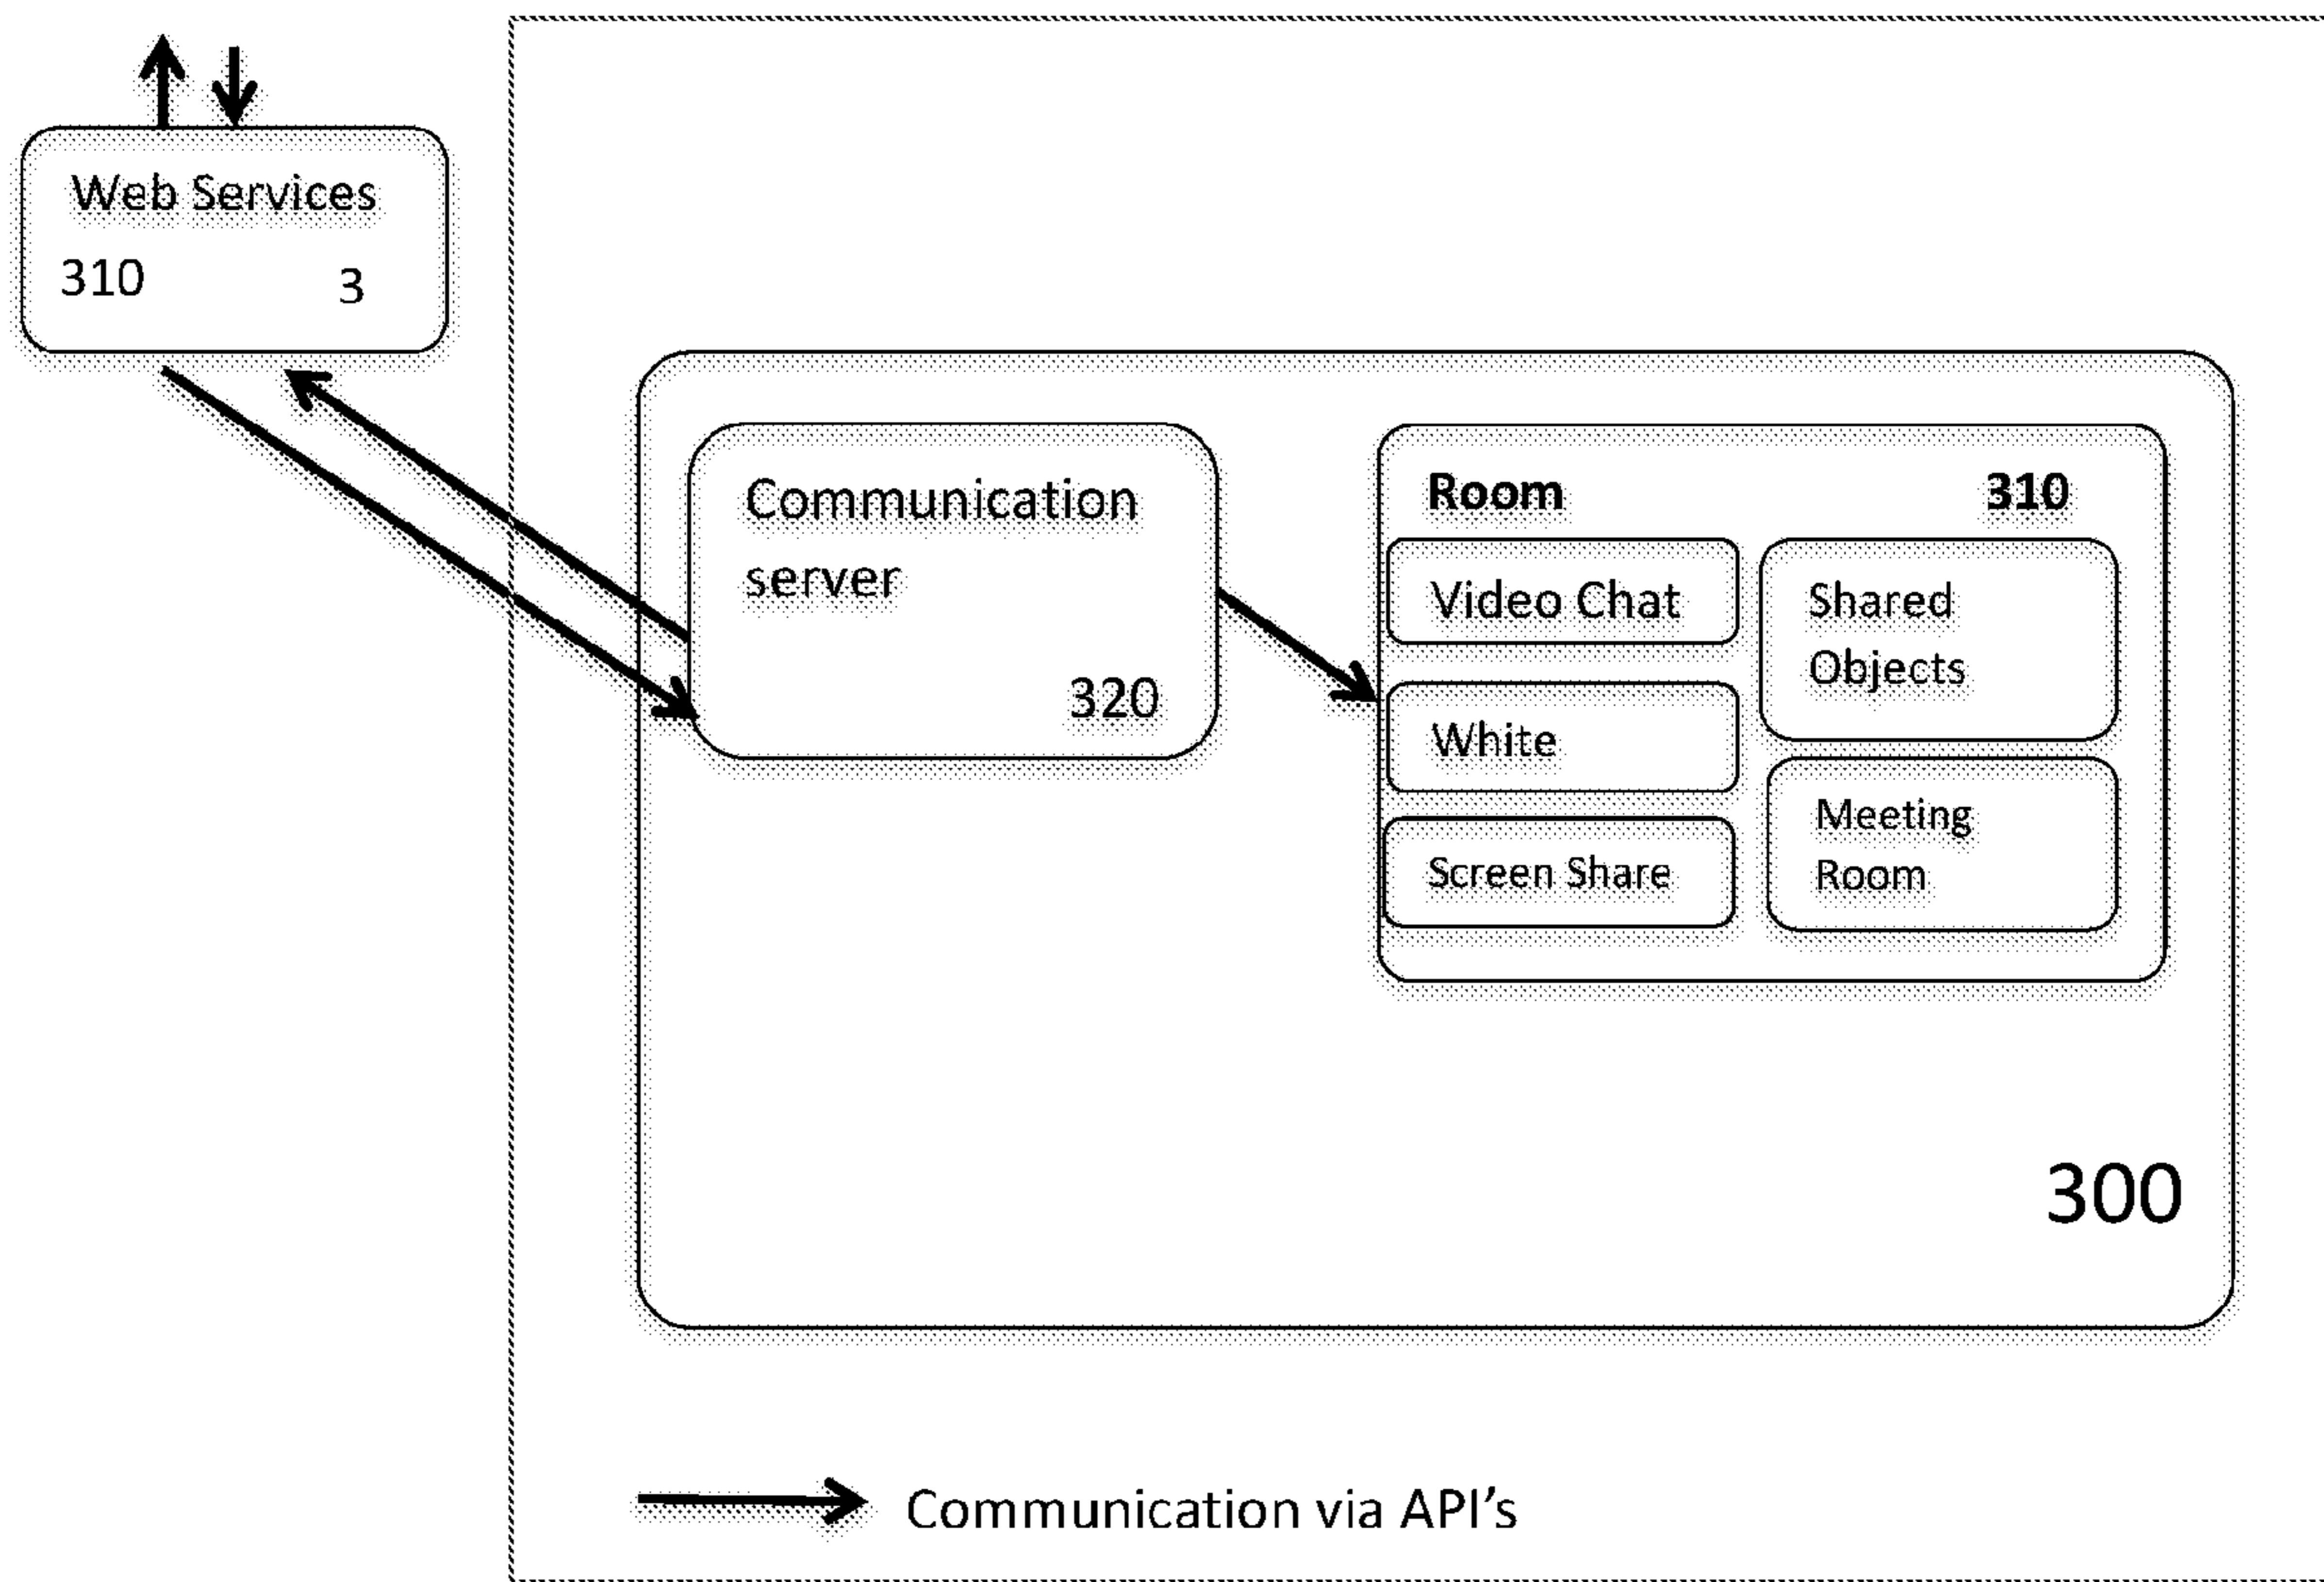 Web Services
310 3
Communication
server
320
Room 310
Video Chat
White
Screen Share
Shared
Objects
Meeting
Room
300
Communication via API's